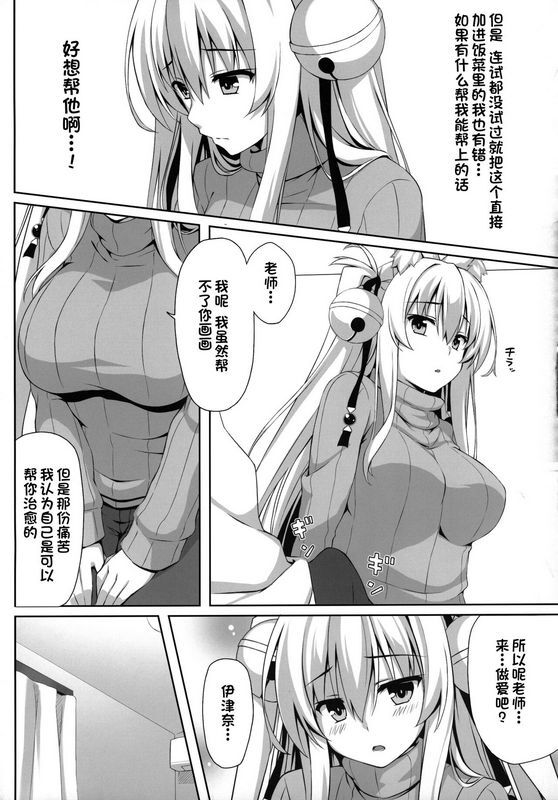 但是 连试都没试过就把这个直接
加进饭菜里的我也有错…
如果有什么帮我能帮上的话
好想帮他啊…！
老师…
我呢 我虽然帮
不了你画画
チラッ
但是那份痛苦
我认为自己是可以
帮你治愈的
所以呢老师…
来…做爱吧？
伊津奈…